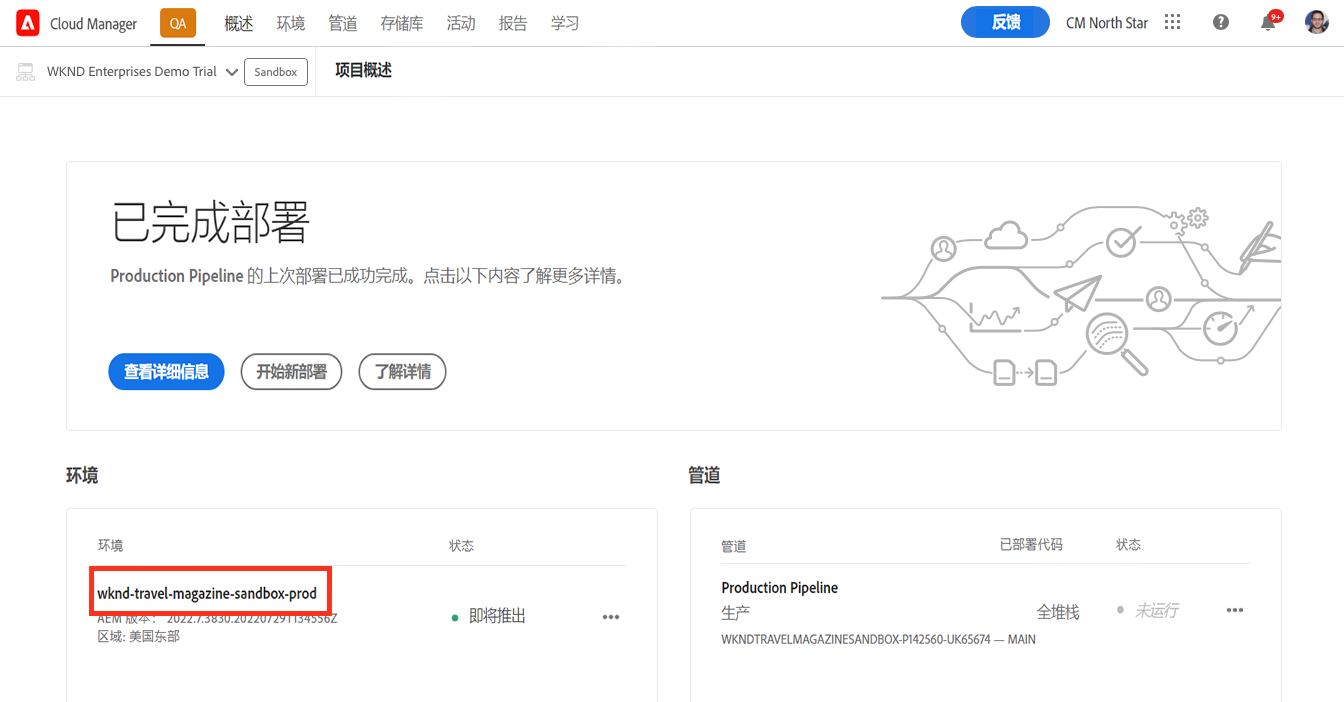 Cloud Manager QA 概述 环境 管道 存储库 活动 报告 学习 反馈 CM North Star 9+
WKND Enterprises Demo Trial Sandbox 项目概述
已完成部署
Production Pipeline 的上次部署已成功完成。点击以下内容了解更多详情。
查看详细信息 开始新部署 了解详情
环境
环境 状态
wknd-travel-magazine-sandbox-prod
AEM 版本： 2022.7.3830.20220729T134556Z
区域: 美国东部
即将推出
管道
管道 已部署代码 状态
Production Pipeline
生产 全堆栈 未运行
WKNDTRAVELMAGAZINESANDBOX-P142560-UK65674 — MAIN